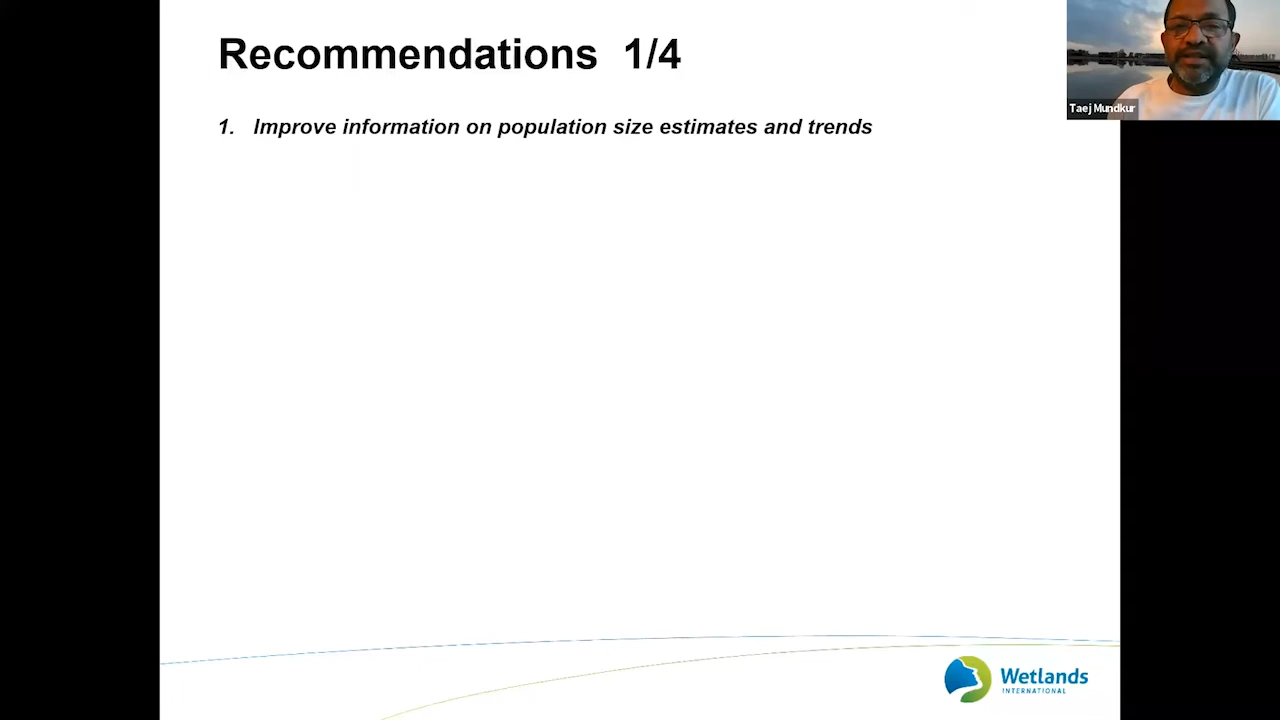 Recommendations 1/4
Taej Mundkur
1. Improve information on population size estimates and trends
Wetlands
INTERNATIONAL